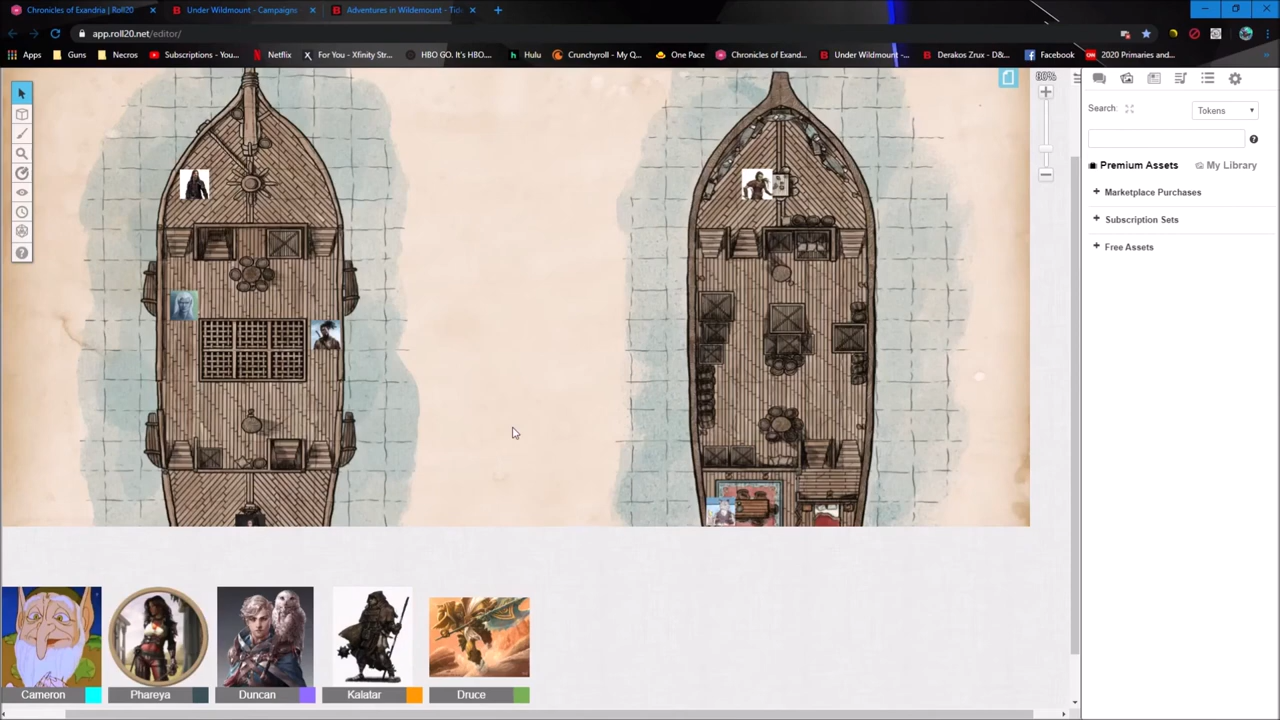 Chronicles of Exandria | Roll20
Under Wildmount - Campaigns
Adventures in Wildemount - Tid
app.roll20.net/editor/
Apps
Guns
Necros
Subscriptions - You...
Netflix
For You - Xfinity Str...
HBO GO. It's HBO....
Hulu
Crunchyroll - My Q...
One Pace
Chronicles of Exand...
Under Wildmount -...
Derakos Zrux - D&...
Facebook
2020 Primaries and...
»
80%
Search:
Tokens
Premium Assets
My Library
+ Marketplace Purchases
+ Subscription Sets
+ Free Assets
Cameron
Phareya
Duncan
Kalatar
Druce